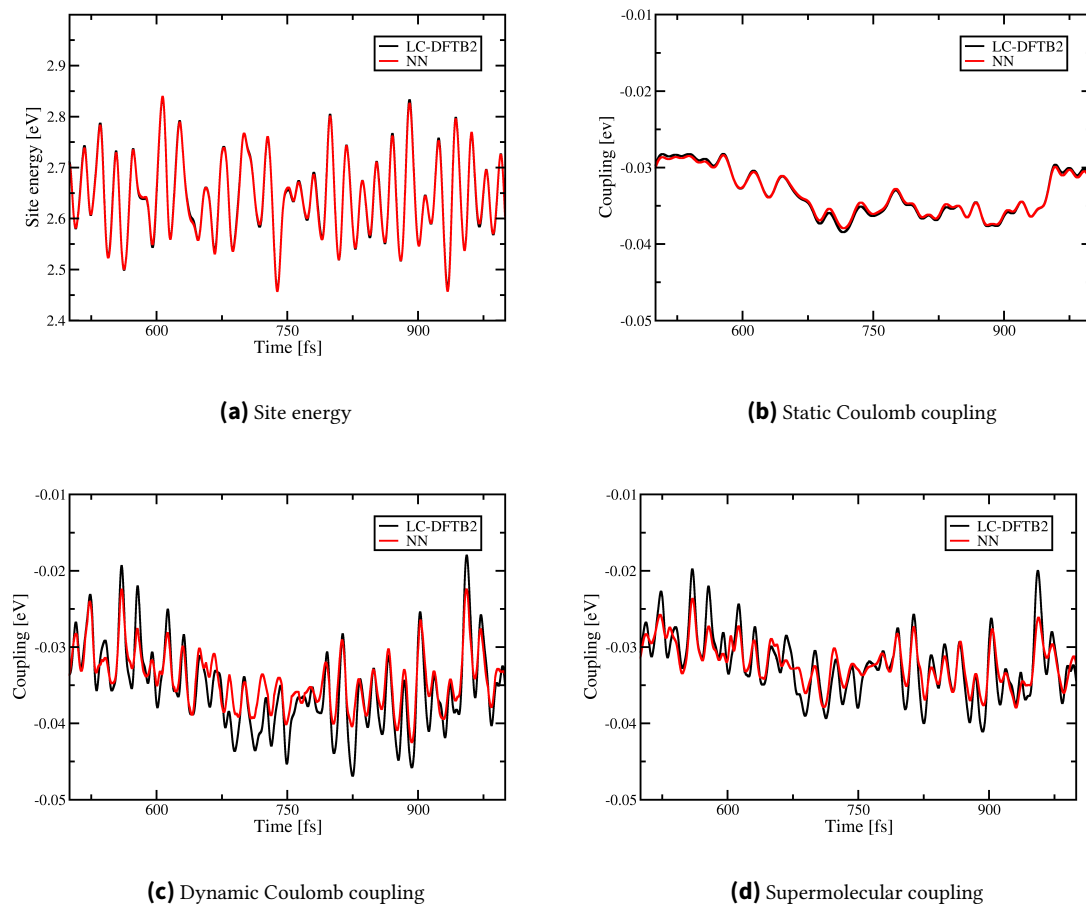 2.9
2.8
2.7
2.6
2.5
2.4
Site energy [eV]
600
750
900
Time [fs]
LC-DFTB2
NN
(a) Site energy
-0.01
-0.02
-0.03
-0.04
-0.05
Coupling [ev]
600
750
900
Time [fs]
LC-DFTB2
NN
(b) Static Coulomb coupling
-0.01
-0.02
-0.03
-0.04
-0.05
Coupling [eV]
600
750
900
Time [fs]
LC-DFTB2
NN
(c) Dynamic Coulomb coupling
-0.01
-0.02
-0.03
-0.04
-0.05
Coupling [eV]
600
750
900
Time [fs]
LC-DFTB2
NN
(d) Supermolecular coupling